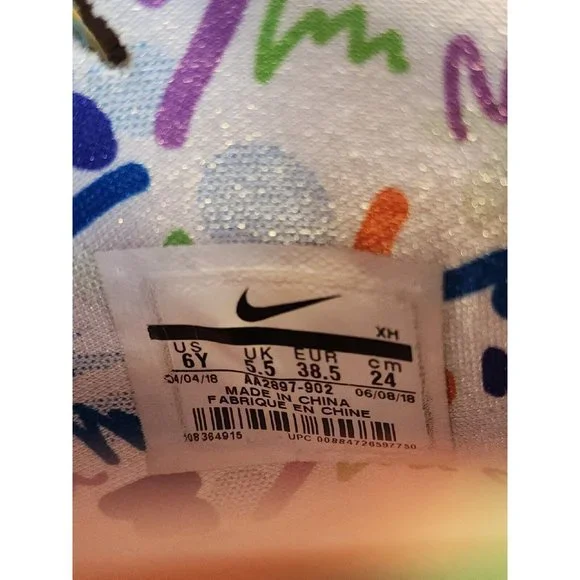 XH
US UK EUR cm
6Y 5.5 38.5 24
04/04/18 AA2897-902 06/08/18
MADE IN CHINA
FABRIQUE EN CHINE
UPC 00884726597750